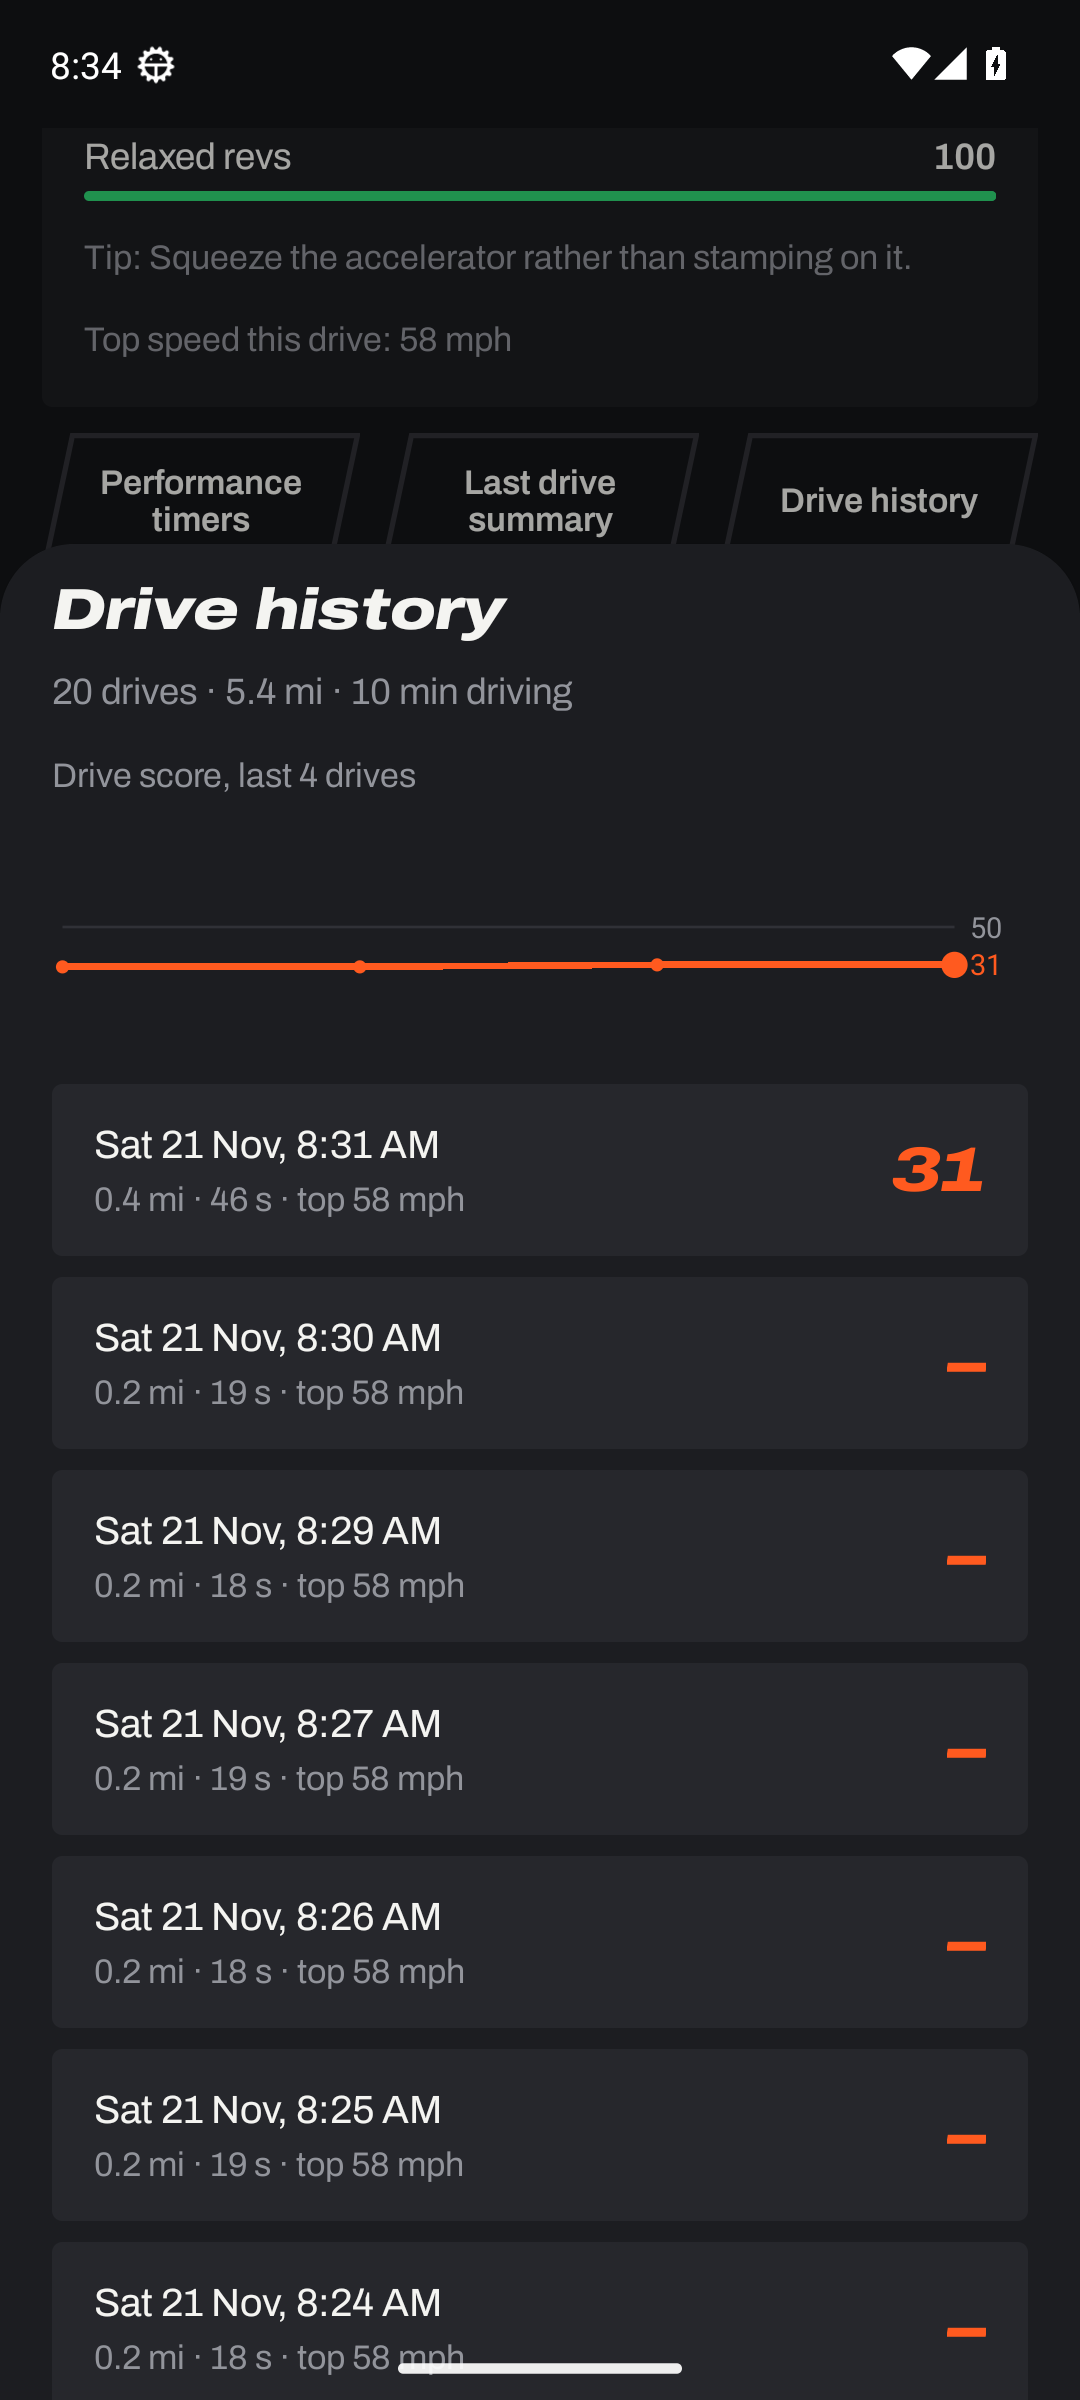 8:34
Relaxed revs 100
Tip: Squeeze the accelerator rather than stamping on it.
Top speed this drive: 58 mph
Performance timers
Last drive summary
Drive history
Drive history
20 drives · 5.4 mi · 10 min driving
Drive score, last 4 drives
50
31
Sat 21 Nov, 8:31 AM
0.4 mi · 46 s · top 58 mph
31
Sat 21 Nov, 8:30 AM
0.2 mi · 19 s · top 58 mph
–
Sat 21 Nov, 8:29 AM
0.2 mi · 18 s · top 58 mph
–
Sat 21 Nov, 8:27 AM
0.2 mi · 19 s · top 58 mph
–
Sat 21 Nov, 8:26 AM
0.2 mi · 18 s · top 58 mph
–
Sat 21 Nov, 8:25 AM
0.2 mi · 19 s · top 58 mph
–
Sat 21 Nov, 8:24 AM
0.2 mi · 18 s · top 58 mph
–